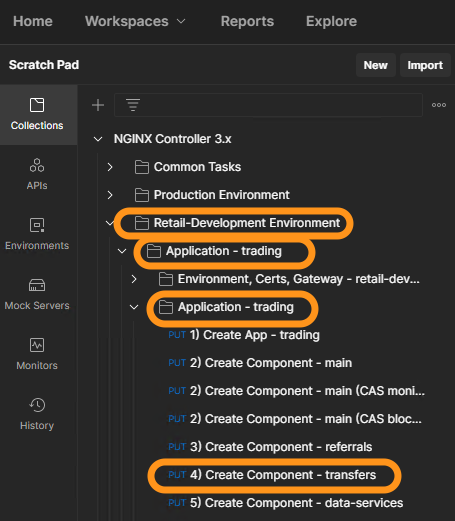 Home Workspaces Reports Explore
Scratch Pad New Import
Collections
APIs
Environments
Mock Servers
Monitors
History
NGINX Controller 3.x
Common Tasks
Production Environment
Retail-Development Environment
Application - trading
Environment, Certs, Gateway - retail-dev...
Application - trading
PUT 1) Create App - trading
PUT 2) Create Component - main
PUT 2) Create Component - main (CAS moni...
PUT 2) Create Component - main (CAS bloc...
PUT 3) Create Component - referrals
PUT 4) Create Component - transfers
PUT 5) Create Component - data-services